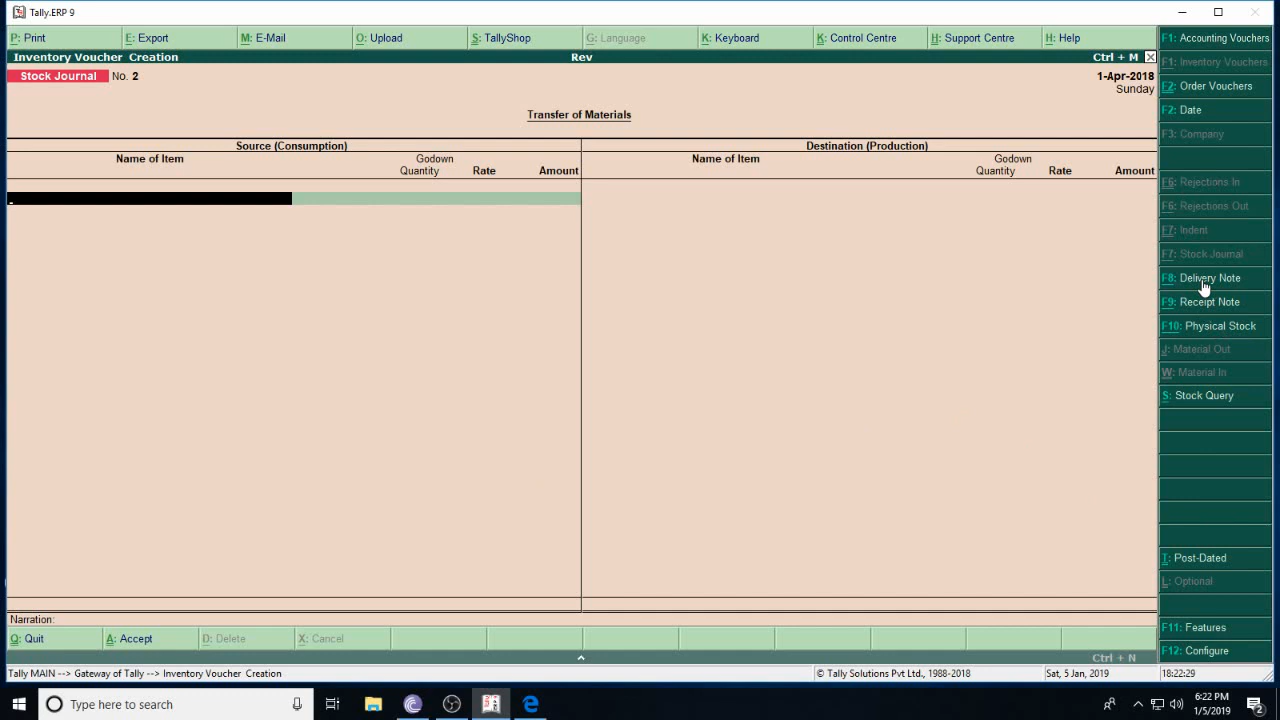 Tally.ERP 9
P: Print E: Export M: E-Mail O: Upload S: TallyShop G: Language K: Keyboard K: Control Centre H: Support Centre H: Help
Inventory Voucher Creation Rev Ctrl + M
Stock Journal No. 2 1-Apr-2018
Sunday
Transfer of Materials
Source (Consumption) Destination (Production)
Name of Item Godown Name of Item Godown
Quantity Rate Amount Quantity Rate Amount
Narration:
Q: Quit A: Accept D: Delete X: Cancel
Ctrl + N
F1: Accounting Vouchers
F1: Inventory Vouchers
F2: Order Vouchers
F2: Date
F3: Company
F6: Rejections In
F6: Rejections Out
F7: Indent
F7: Stock Journal
F8: Delivery Note
F9: Receipt Note
F10: Physical Stock
J: Material Out
W: Material In
S: Stock Query
T: Post-Dated
L: Optional
F11: Features
F12: Configure
Tally MAIN --> Gateway of Tally --> Inventory Voucher Creation © Tally Solutions Pvt Ltd., 1988-2018 Sat, 5 Jan, 2019 18:22:29
Type here to search
6:22 PM
1/5/2019
2